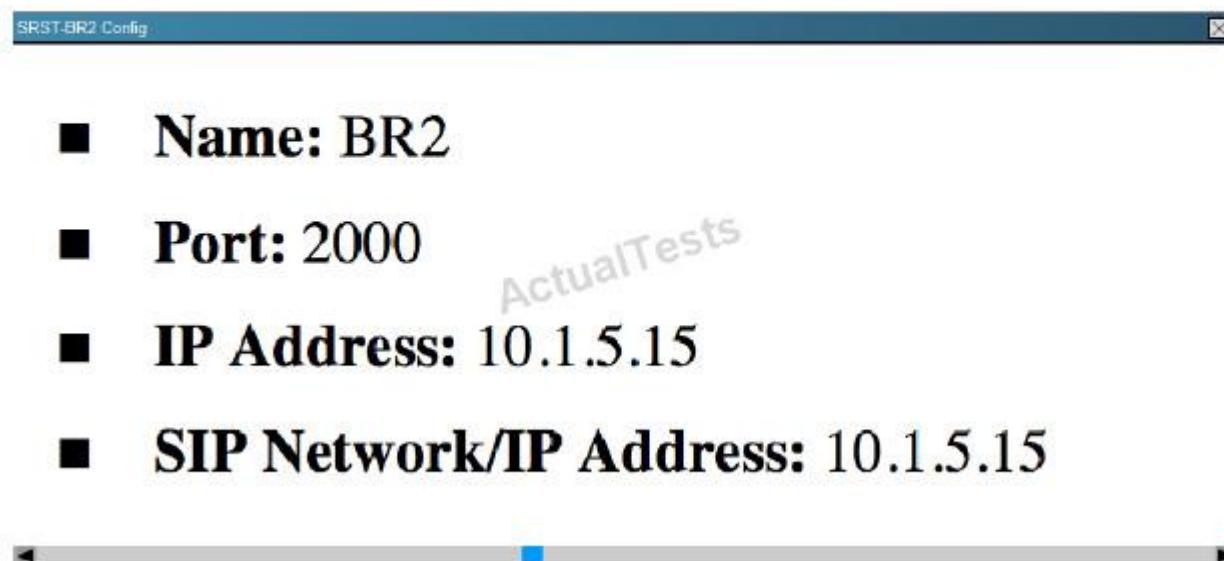 SRST-BR2 Config
■ Name: BR2
■ Port: 2000
ActualTests
■ IP Address: 10.1.5.15
■ SIP Network/IP Address: 10.1.5.15